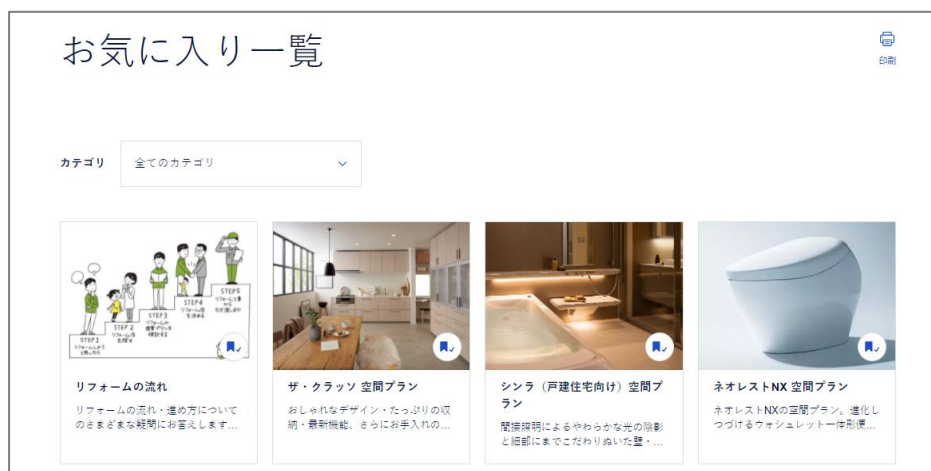 お気に入り一覧
印刷
カテゴリ
全てのカテゴリ
STEP 1
STEP 2
STEP3
STEP4
STEP5
リフォームの流れ
リフォームの流れ・進め方について
のさまざまな疑問にお答えします...
ザ・クラッソ 空間プラン
おしゃれなデザイン・たっぷりの収
納・最新機能、さらにお手入れの...
シンラ（戸建住宅向け）空間プ
ラン
間接照明によるやわらかな光の陰影
と細部にまでこだわりぬいた壁・...
ネオレストNX 空間プラン
ネオレストNXの空間プラン。進化し
つづけるウォシュレット一体形便...